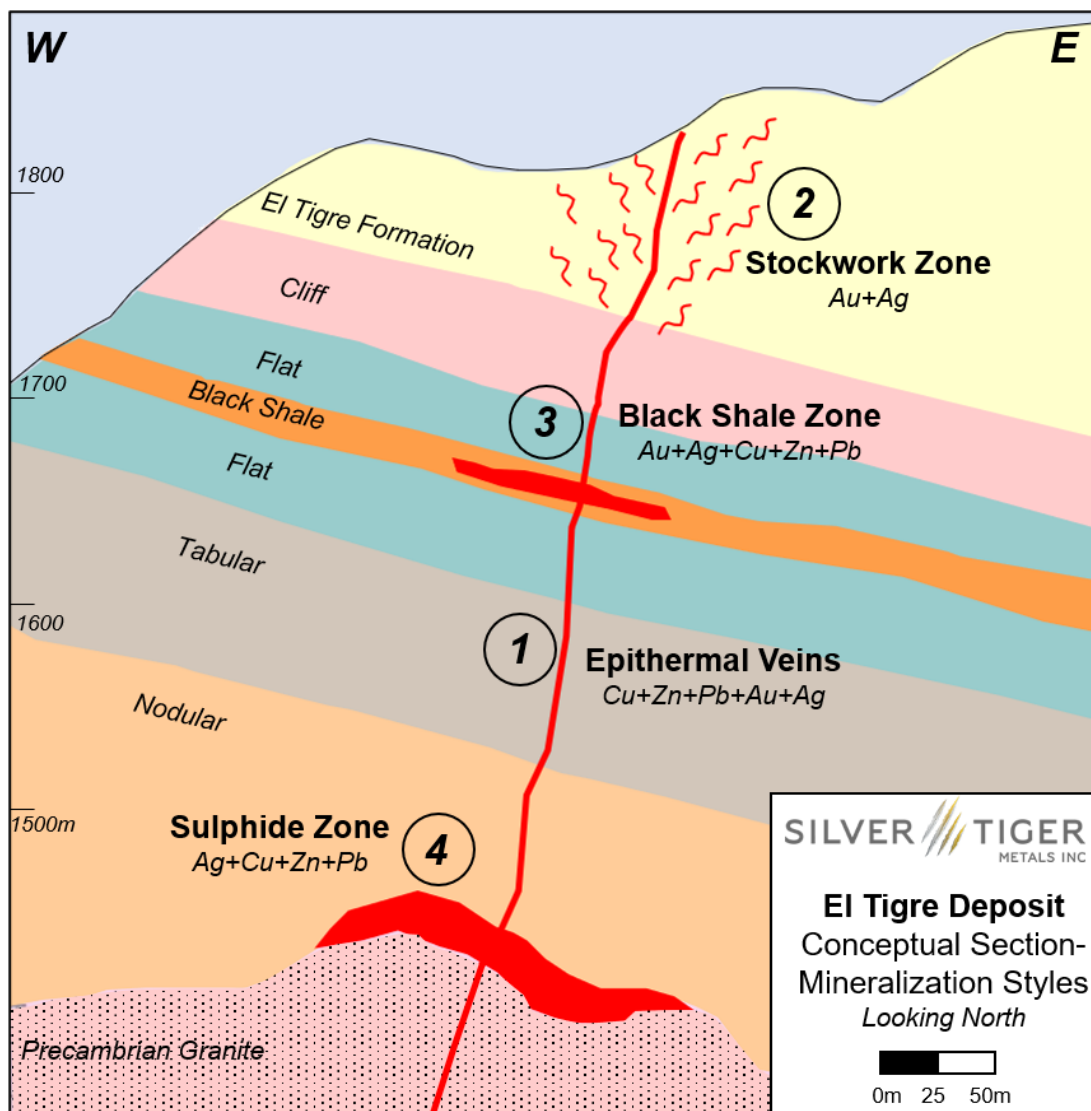 W
E
1800
2
El Tigre Formation
Stockwork Zone
Au+Ag
Cliff
Flat
1700
Black Shale
3
Black Shale Zone
Au+Ag+Cu+Zn+Pb
Flat
Tabular
1600
1
Epithermal Veins
Cu+Zn+Pb+Au+Ag
Nodular
1500m
Sulphide Zone
Ag+Cu+Zn+Pb
4
Precambrian Granite
SILVER TIGER
METALS INC
El Tigre Deposit
Conceptual Section-
Mineralization Styles
Looking North
0m 25 50m